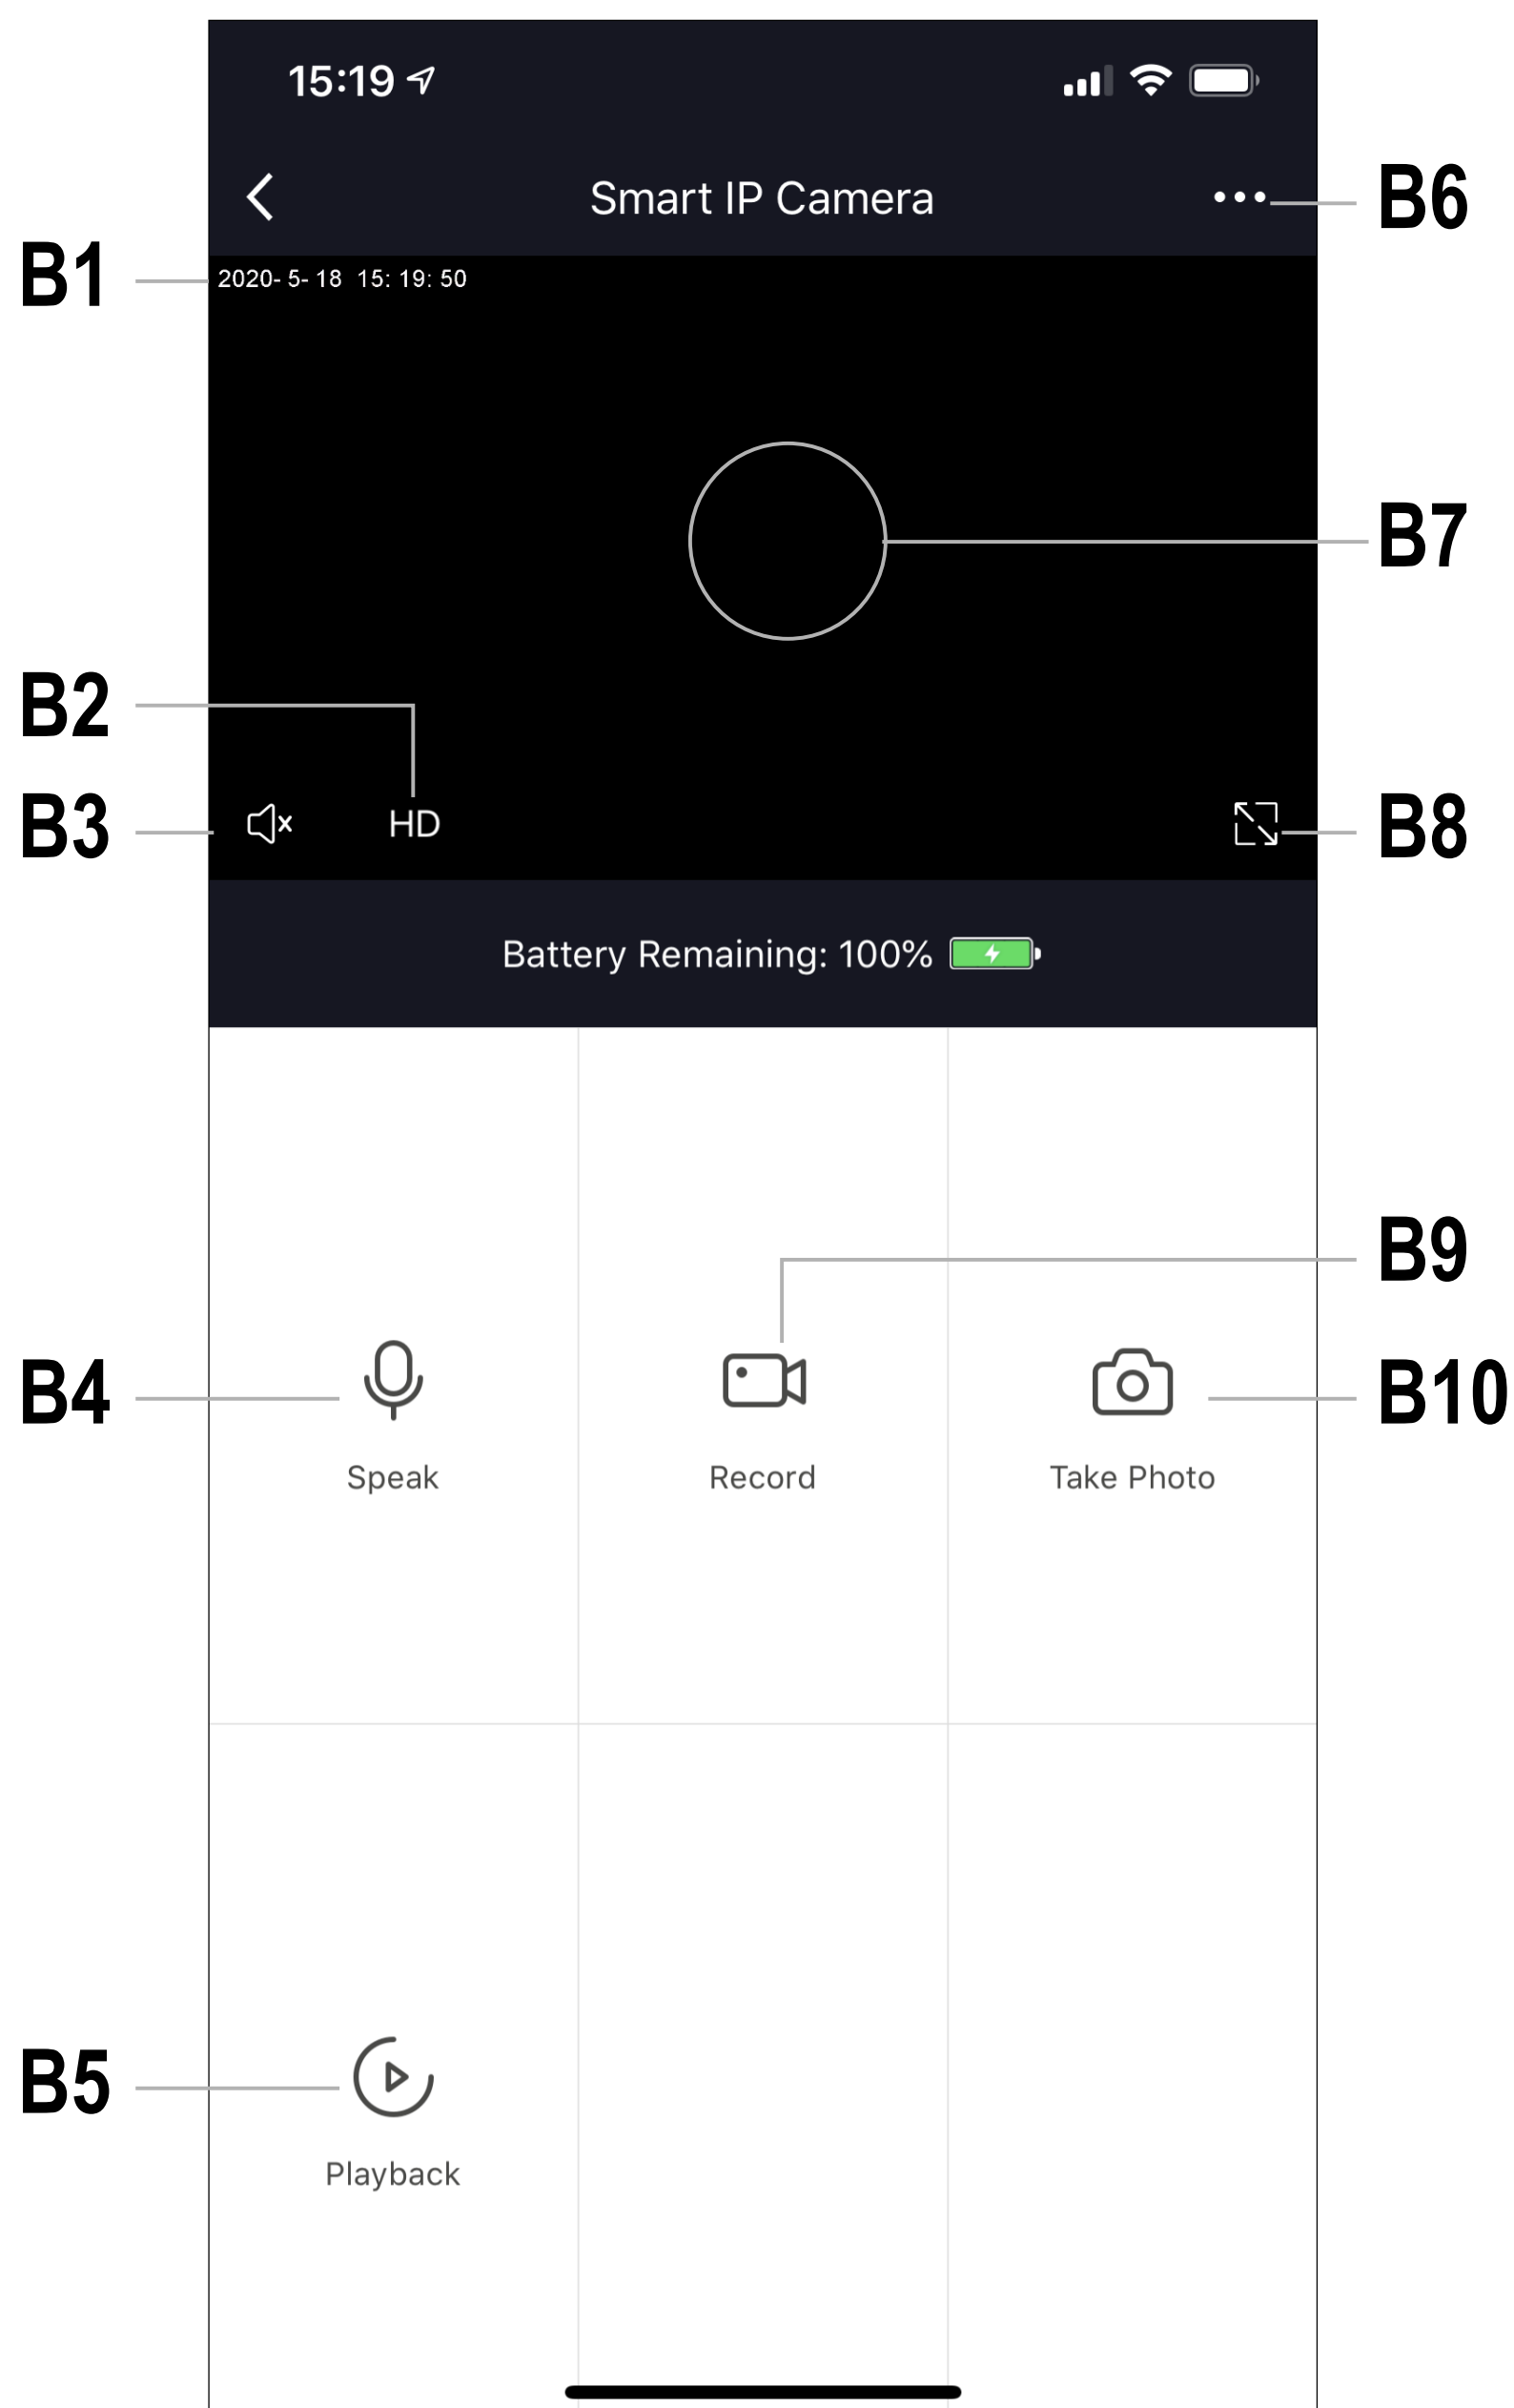 15:19
Smart IP Camera
B6
B1
2020- 5- 18 15: 19: 50
B7
B2
B3
HD
B8
Battery Remaining: 100%
B9
B4
B10
Speak
Record
Take Photo
B5
Playback